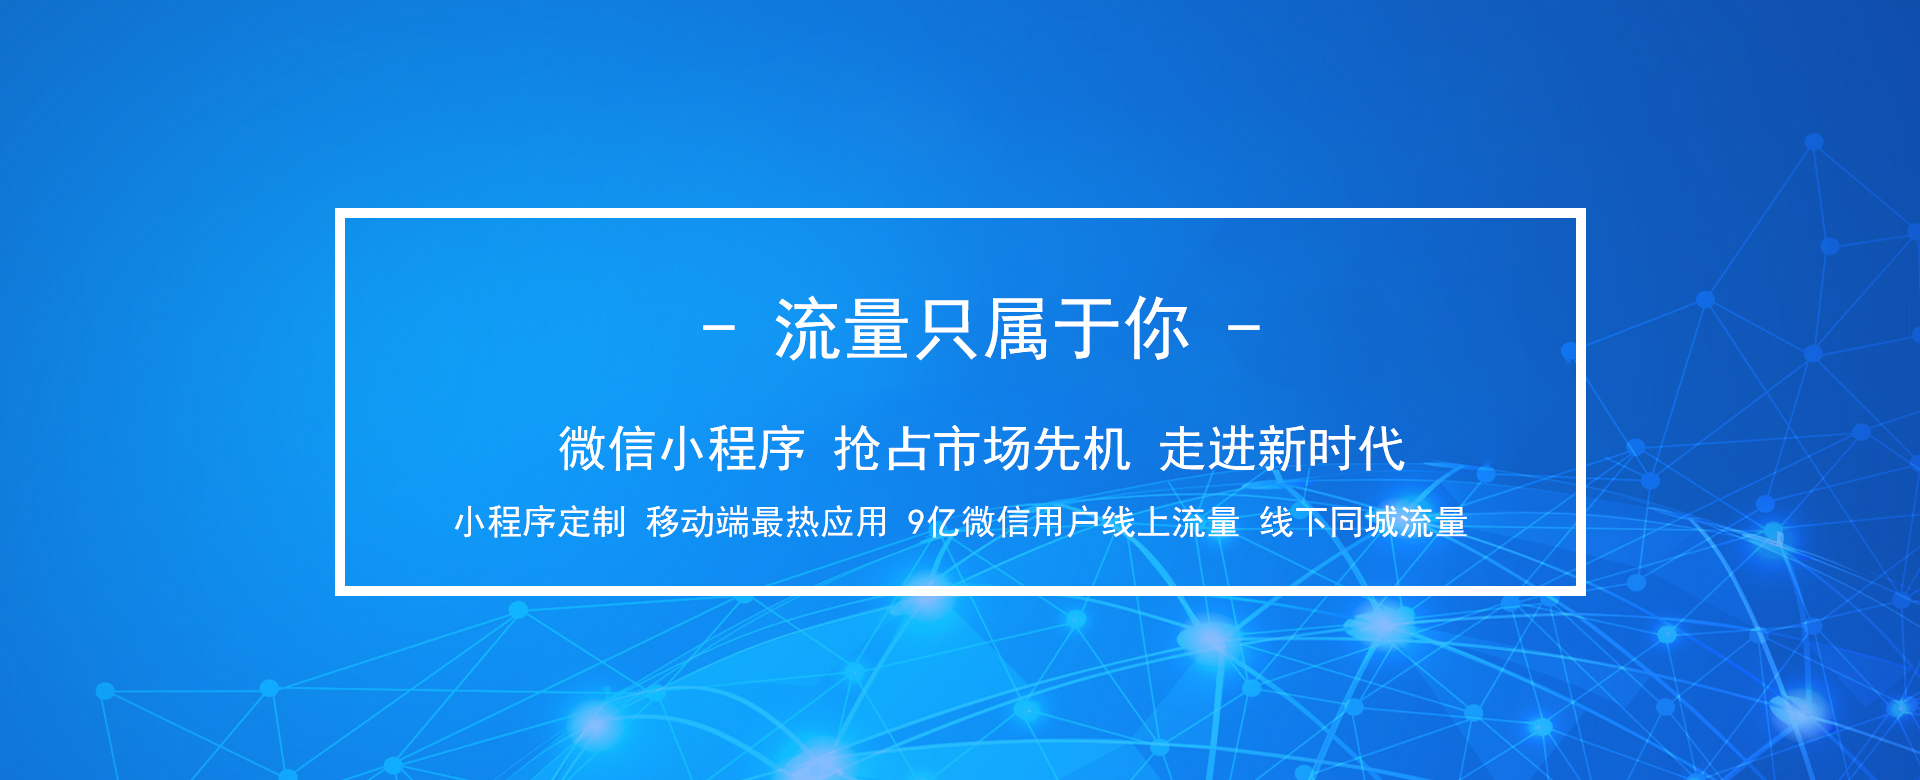 - 流量只属于你 -
微信小程序 抢占市场先机 走进新时代
小程序定制 移动端最热应用 9亿微信用户线上流量 线下同城流量